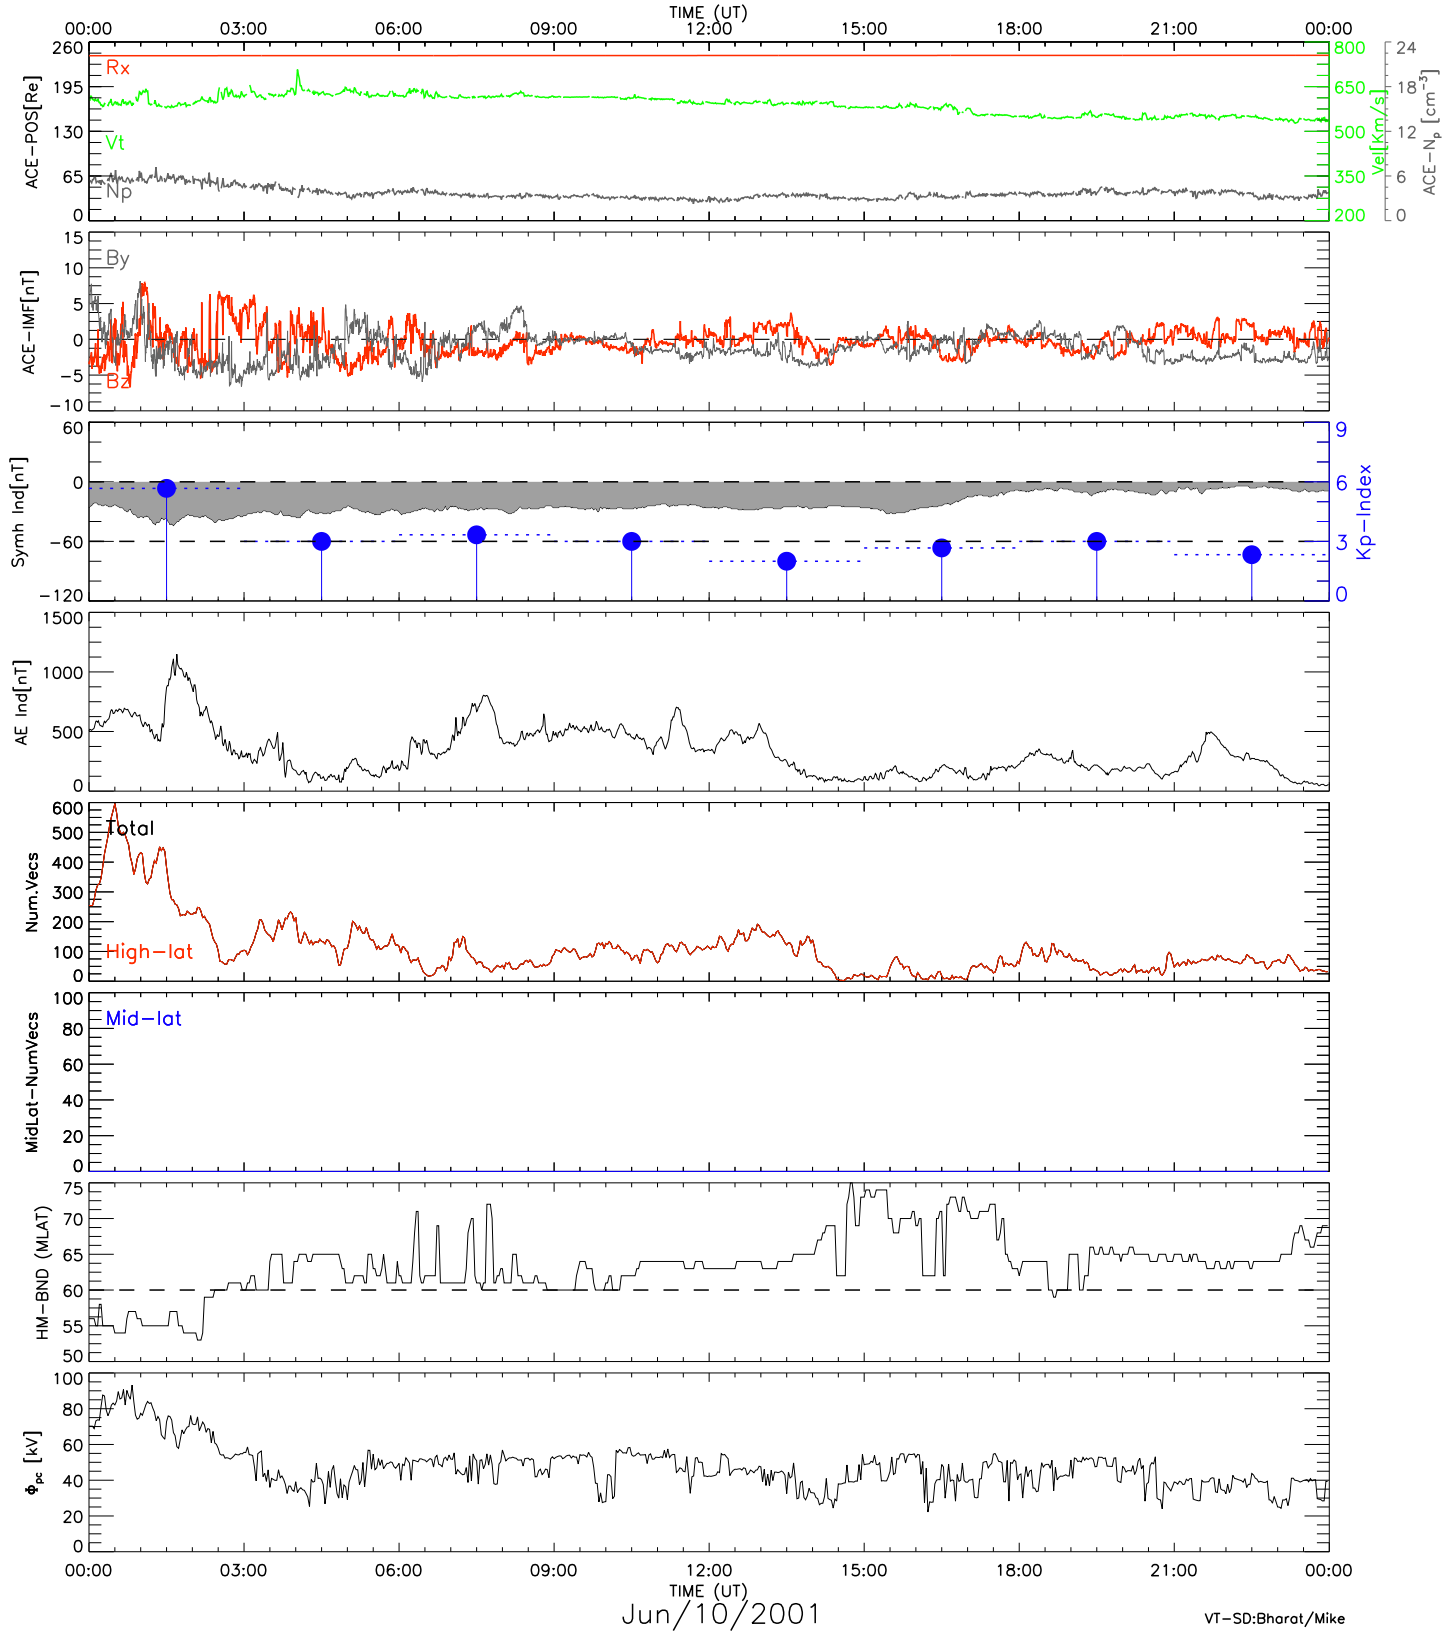 TIME (UT)
00:00 03:00 06:00 09:00 12:00 15:00 18:00 21:00 00:00
260 195 130 65 0
ACE-POS[Re]
Rx
Vt
Np
800 650 500 350 200
Vel[Km/s]
24 18 12 6 0
ACE-Np [cm-3]
15 10 5 0 -5 -10
ACE-IMF[nT]
By
Bz
60 0 -60 -120
Symh Ind[nT]
9 6 3 0
Kp-Index
1500 1000 500 0
AE Ind[nT]
600 500 400 300 200 100 0
Num.Vecs
Total
High-lat
100 80 60 40 20 0
MidLat-NumVecs
Mid-lat
75 70 65 60 55 50
HM-BND (MLAT)
100 80 60 40 20 0
Φpc [kV]
00:00 03:00 06:00 09:00 12:00 15:00 18:00 21:00 00:00
TIME (UT)
Jun/10/2001
VT-SD:Bharat/Mike